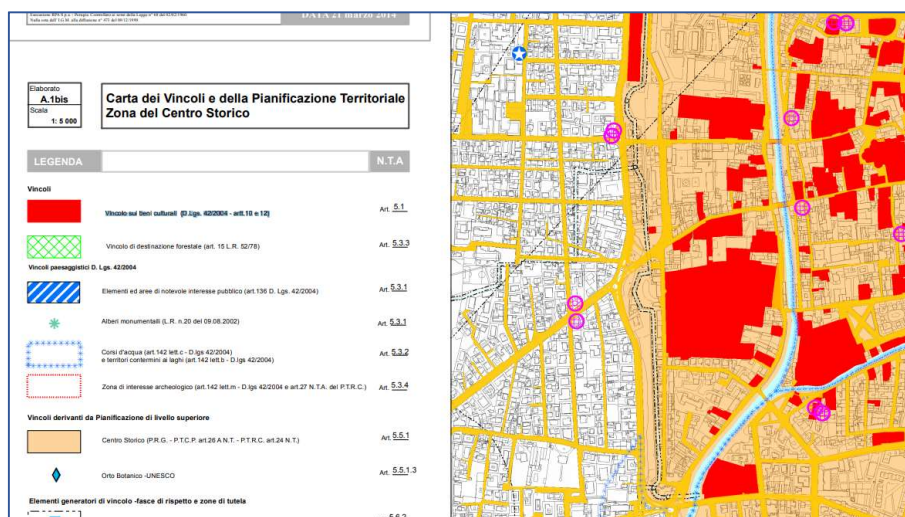 DATA 21 marzo 2014
Elaborato
A.1bis
Scala
1: 5 000
Carta dei Vincoli e della Pianificazione Territoriale
Zona del Centro Storico
LEGENDA
N.T.A
Vincoli
Vincolo sui beni culturali (D.Lgs. 42/2004 - artt.10 e 12) Art. 5.1
Vincolo di destinazione forestale (art. 15 L.R. 52/78) Art. 5.3.3
Vincoli paesaggistici D. Lgs. 42/2004
Elementi ed aree di notevole interesse pubblico (art.136 D. Lgs. 42/2004) Art. 5.3.1
Alberi monumentali (L.R. n.20 del 09.08.2002) Art. 5.3.1
Corsi d'acqua (art.142 lett.c - D.lgs 42/2004)
e territori contermini ai laghi (art.142 lett.b - D.lgs 42/2004) Art. 5.3.2
Zona di interesse archeologico (art.142 lett.m - D.lgs 42/2004 e art.27 N.T.A. del P.T.R.C.) Art. 5.3.4
Vincoli derivanti da Pianificazione di livello superiore
Centro Storico (P.R.G. - P.T.C.P. art.26 A.N.T. - P.T.R.C. art.24 N.T.) Art. 5.5.1
Orto Botanico -UNESCO Art. 5.5.1.3
Elementi generatori di vincolo -fasce di rispetto e zone di tutela